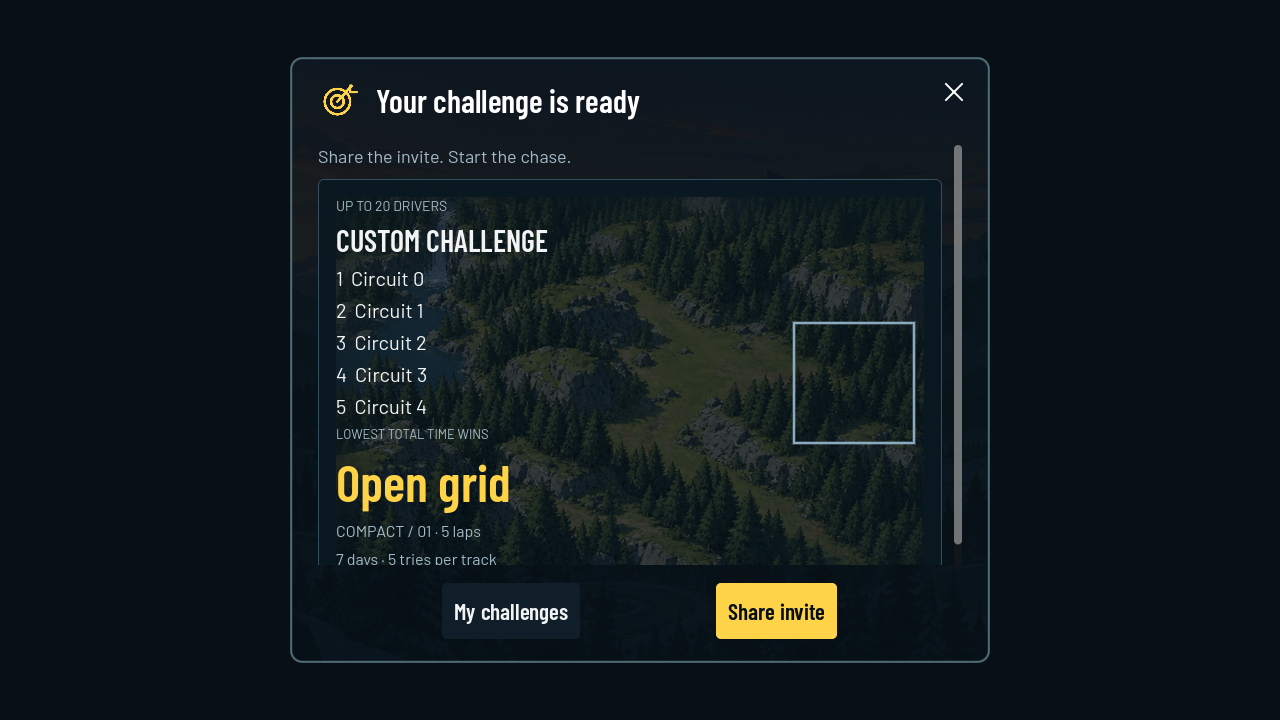 Your challenge is ready
Share the invite. Start the chase.
UP TO 20 DRIVERS
CUSTOM CHALLENGE
1 Circuit 0
2 Circuit 1
3 Circuit 2
4 Circuit 3
5 Circuit 4
LOWEST TOTAL TIME WINS
Open grid
COMPACT / 01 · 5 laps
7 days · 5 tries per track
My challenges
Share invite